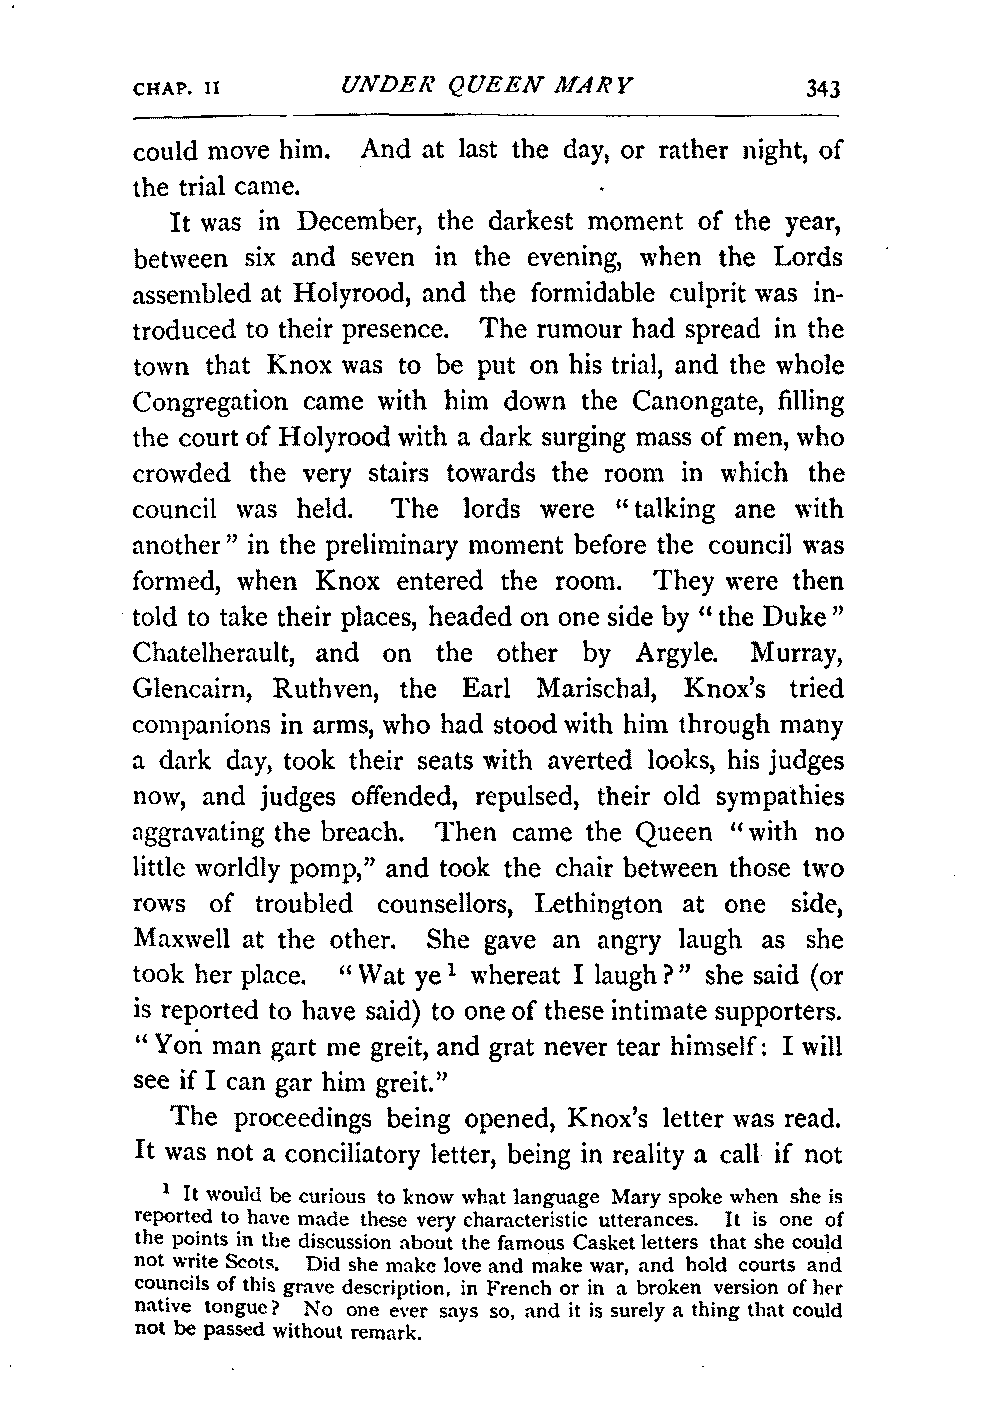 CHAP. II UNDER QUEEN MARY 343
could move him. And at last the day, or rather night, of
the trial came.
It was in December, the darkest moment of the year,
between six and seven in the evening, when the Lords
assembled at Holyrood, and the formidable culprit was in-
troduced to their presence. The rumour had spread in the
town that Knox was to be put on his trial, and the whole
Congregation came with him down the Canongate, filling
the court of Holyrood with a dark surging mass of men, who
crowded the very stairs towards the room in which the
council was held. The lords were “talking ane with
another” in the preliminary moment before the council was
formed, when Knox entered the room. They were then
told to take their places, headed on one side by “the Duke”
Chatelherault, and on the other by Argyle. Murray,
Glencairn, Ruthven, the Earl Marischal, Knox’s tried
companions in arms, who had stood with him through many
a dark day, took their seats with averted looks, his judges
now, and judges offended, repulsed, their old sympathies
aggravating the breach. Then came the Queen “with no
little worldly pomp,” and took the chair between those two
rows of troubled counsellors, Lethington at one side,
Maxwell at the other. She gave an angry laugh as she
took her place. “Wat ye¹ whereat I laugh?” she said (or
is reported to have said) to one of these intimate supporters.
“Yon man gart me greit, and grat never tear himself: I will
see if I can gar him greit.”
The proceedings being opened, Knox’s letter was read.
It was not a conciliatory letter, being in reality a call if not
¹ It would be curious to know what language Mary spoke when she is
reported to have made these very characteristic utterances. It is one of
the points in the discussion about the famous Casket letters that she could
not write Scots. Did she make love and make war, and hold courts and
councils of this grave description, in French or in a broken version of her
native tongue? No one ever says so, and it is surely a thing that could
not be passed without remark.